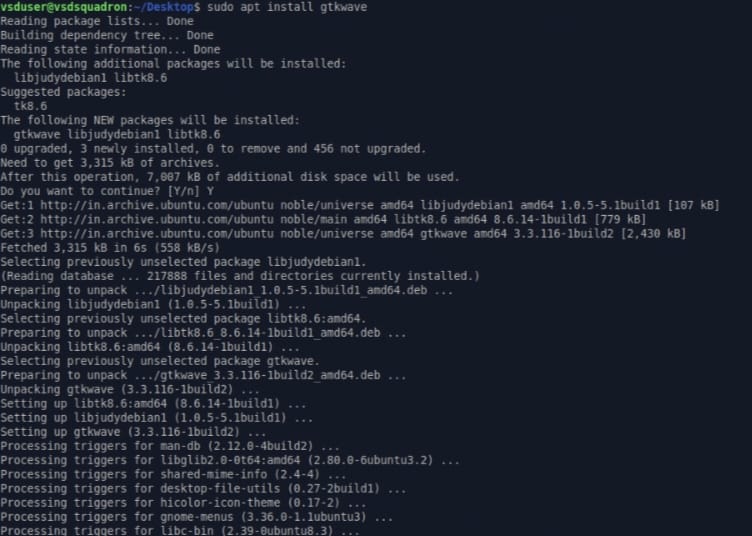 vsduser@vsdsquadron:~/Desktop$ sudo apt install gtkwave
Reading package lists... Done
Building dependency tree... Done
Reading state information... Done
The following additional packages will be installed:
  libjudydebian1 libtk8.6
Suggested packages:
  tk8.6
The following NEW packages will be installed:
  gtkwave libjudydebian1 libtk8.6
0 upgraded, 3 newly installed, 0 to remove and 456 not upgraded.
Need to get 3,315 kB of archives.
After this operation, 7,007 kB of additional disk space will be used.
Do you want to continue? [Y/n] Y
Get:1 http://in.archive.ubuntu.com/ubuntu noble/universe amd64 libjudydebian1 amd64 1.0.5-5.1build1 [107 kB]
Get:2 http://in.archive.ubuntu.com/ubuntu noble/main amd64 libtk8.6 amd64 8.6.14-1build1 [779 kB]
Get:3 http://in.archive.ubuntu.com/ubuntu noble/universe amd64 gtkwave amd64 3.3.116-1build2 [2,430 kB]
Fetched 3,315 kB in 6s (558 kB/s)
Selecting previously unselected package libjudydebian1.
(Reading database ... 217888 files and directories currently installed.)
Preparing to unpack .../libjudydebian1_1.0.5-5.1build1_amd64.deb ...
Unpacking libjudydebian1 (1.0.5-5.1build1) ...
Selecting previously unselected package libtk8.6:amd64.
Preparing to unpack .../libtk8.6_8.6.14-1build1_amd64.deb ...
Unpacking libtk8.6:amd64 (8.6.14-1build1) ...
Selecting previously unselected package gtkwave.
Preparing to unpack .../gtkwave_3.3.116-1build2_amd64.deb ...
Unpacking gtkwave (3.3.116-1build2) ...
Setting up libtk8.6:amd64 (8.6.14-1build1) ...
Setting up libjudydebian1 (1.0.5-5.1build1) ...
Setting up gtkwave (3.3.116-1build2) ...
Processing triggers for man-db (2.12.0-4build2) ...
Processing triggers for libglib2.0-0t64:amd64 (2.80.0-6ubuntu3.2) ...
Processing triggers for shared-mime-info (2.4-4) ...
Processing triggers for desktop-file-utils (0.27-2build1) ...
Processing triggers for hicolor-icon-theme (0.17-2) ...
Processing triggers for gnome-menus (3.36.0-1.1ubuntu3) ...
Processing triggers for libc-bin (2.39-0ubuntu8.3) ...